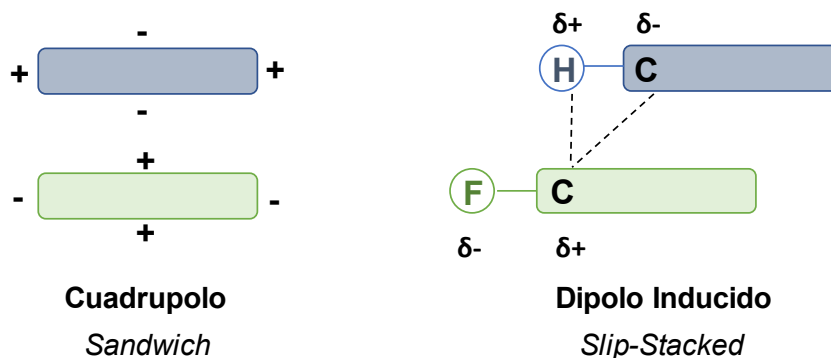 -
+ +
-
+
- -
+
Cuadrupolo
Sandwich
δ+ δ-
H C
F C
δ- δ+
Dipolo Inducido
Slip-Stacked